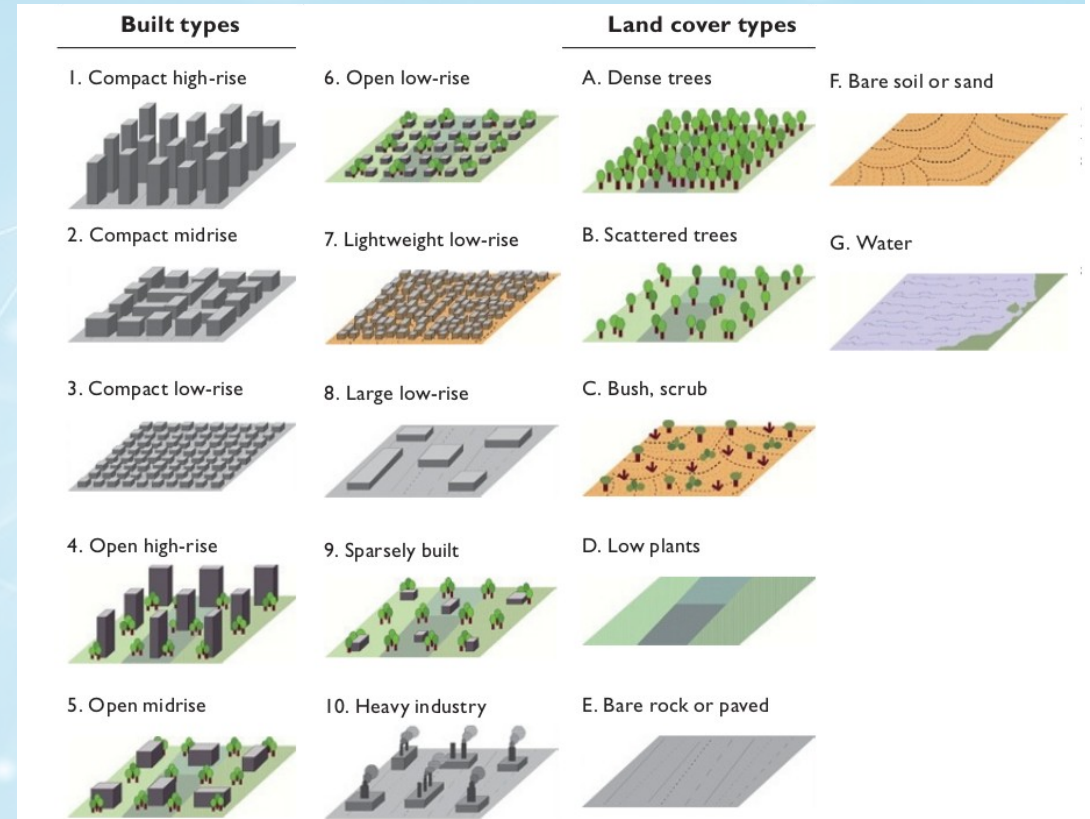 Built types
1. Compact high-rise
2. Compact midrise
3. Compact low-rise
4. Open high-rise
5. Open midrise
6. Open low-rise
7. Lightweight low-rise
8. Large low-rise
9. Sparsely built
10. Heavy industry
Land cover types
A. Dense trees
B. Scattered trees
C. Bush, scrub
D. Low plants
E. Bare rock or paved
F. Bare soil or sand
G. Water